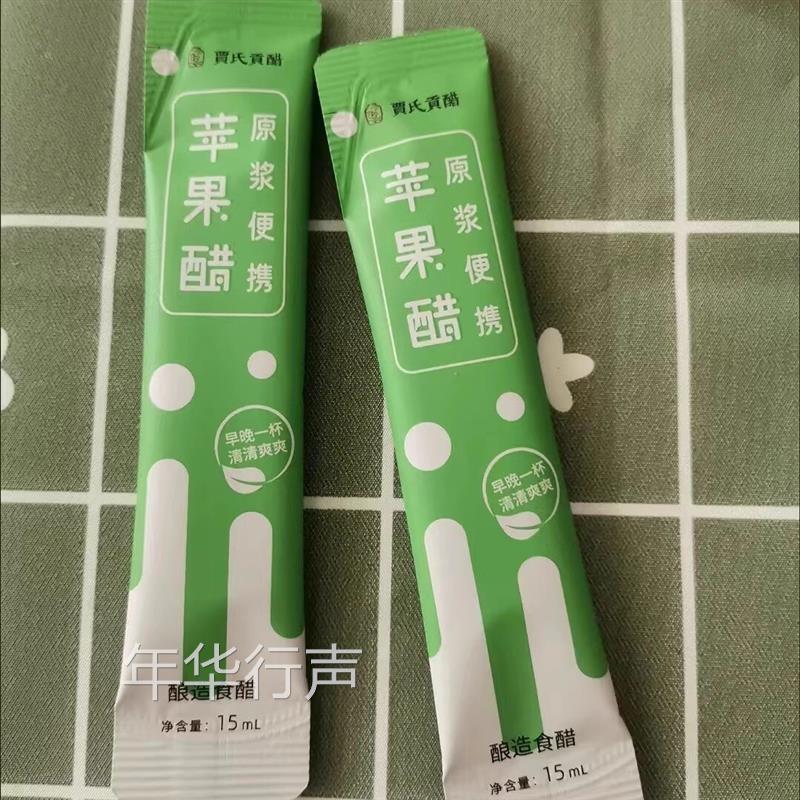 賈氏貢醋
原浆便携
苹果醋
早晚一杯
清清爽爽
酿造食醋
净含量：15mL
賈氏貢醋
原浆便携
苹果醋
早晚一杯
清清爽爽
酿造食醋
净含量：15mL
年华行声